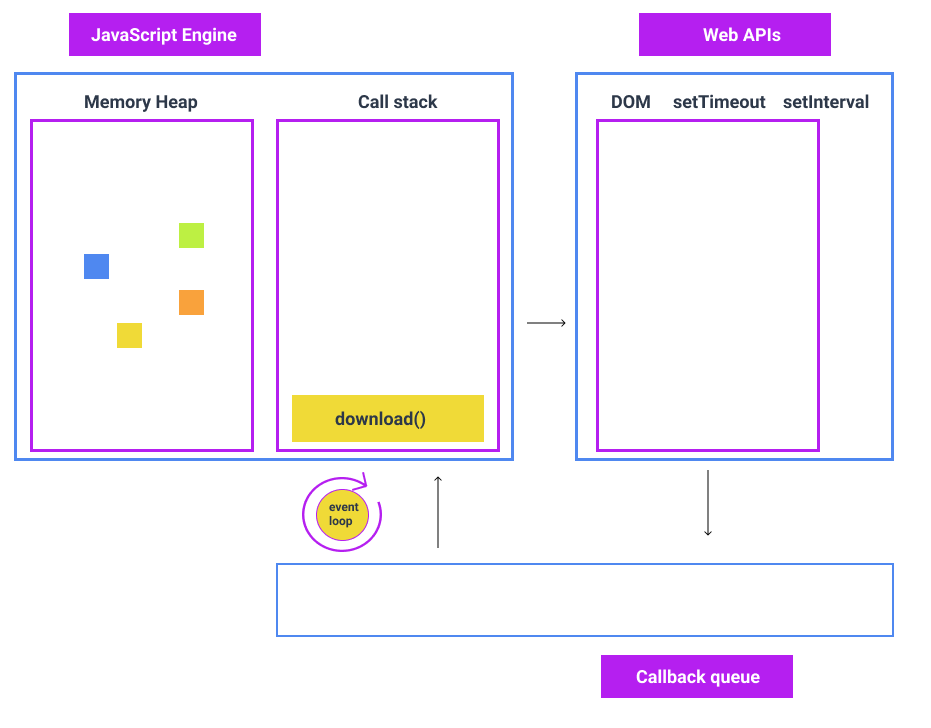 JavaScript Engine
Web APIs
Memory Heap
Call stack
DOM setTimeout setInterval
download()
event
loop
Callback queue